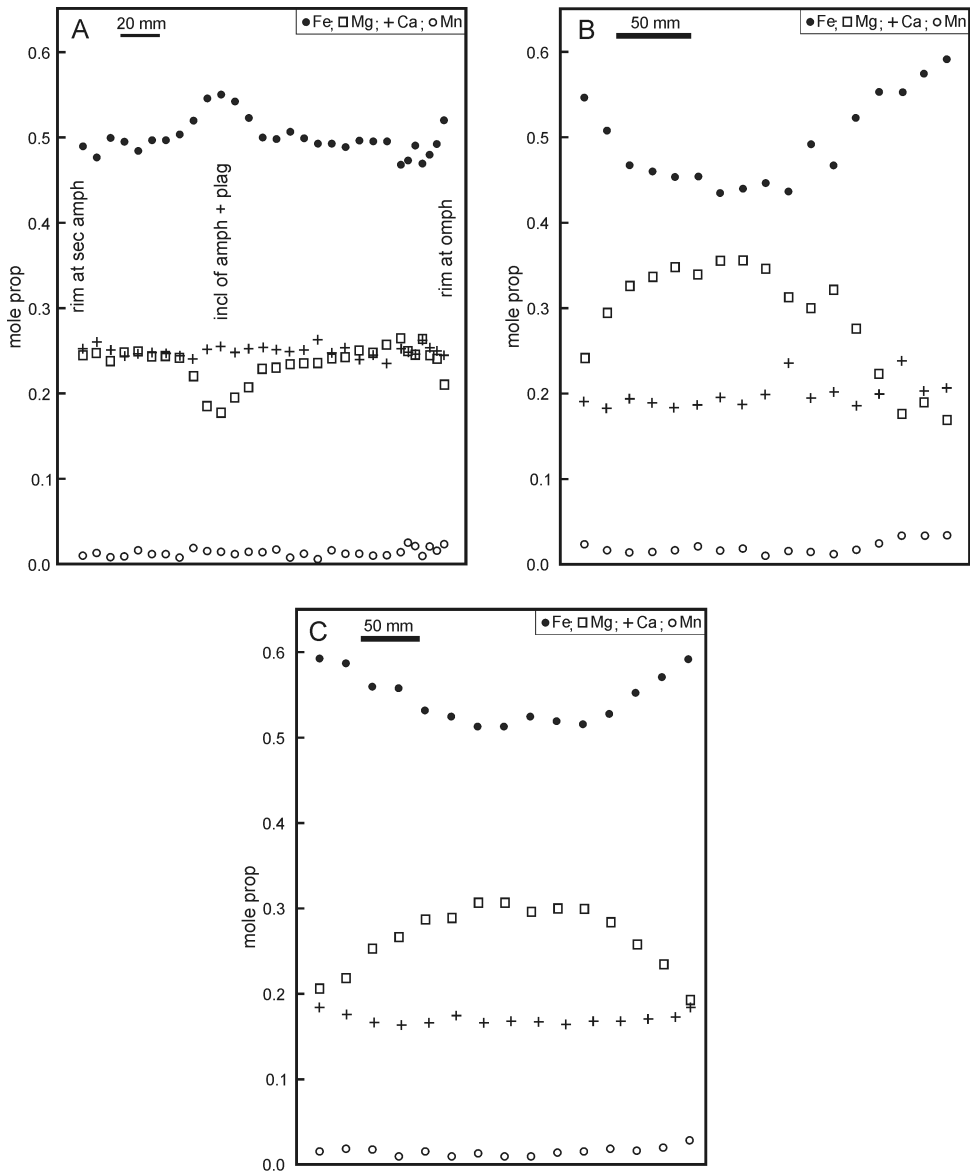 A
20 mm
●Fe; □Mg; +Ca; ○Mn
0.6
0.5
0.4
0.3
0.2
0.1
0.0
mole prop
rim at sec amph
incl of amph + plag
rim at omph
B
50 mm
●Fe; □Mg; +Ca; ○Mn
0.6
0.5
0.4
0.3
0.2
0.1
0.0
mole prop
C
50 mm
●Fe; □Mg; +Ca; ○Mn
0.6
0.5
0.4
0.3
0.2
0.1
0.0
mole prop